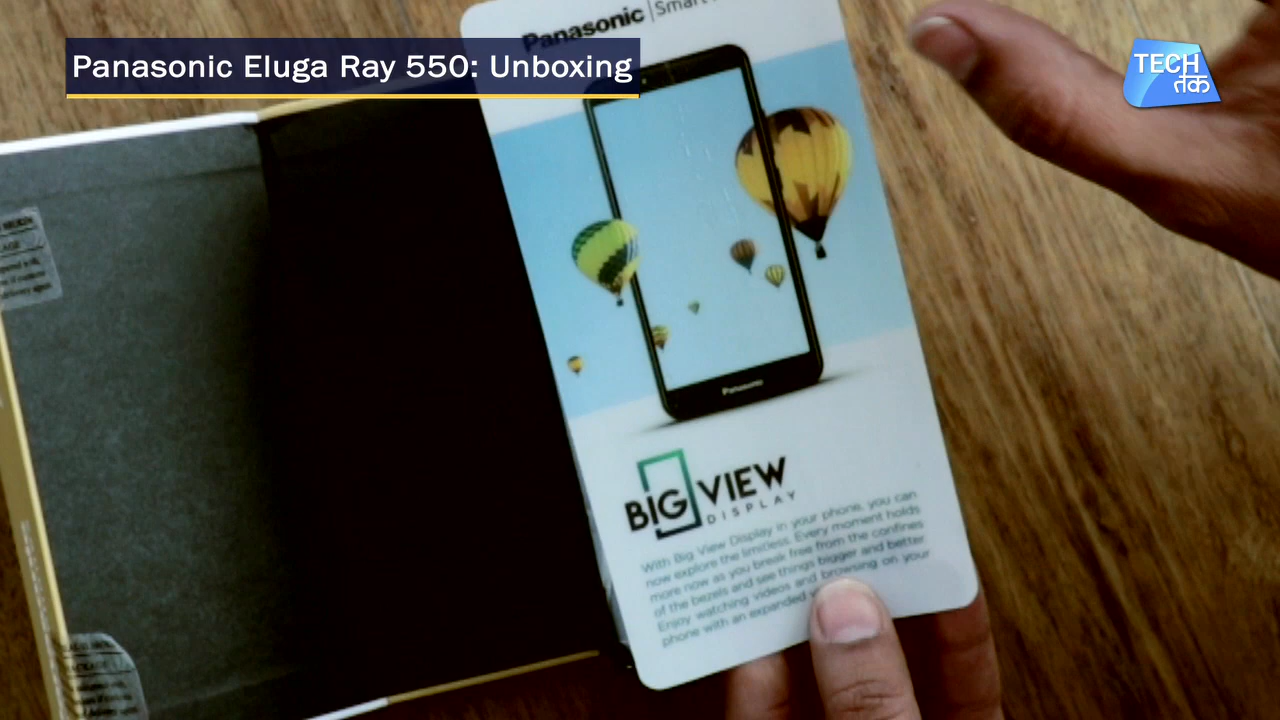 Panasonic Smart
Panasonic Eluga Ray 550: Unboxing
TECH
तक
Panasonic
BIG VIEW
DISPLAY
With Big View Display in your phone, you can
now explore the limitless. Every moment holds
more now as you break free from the confines
of the bezels and see things bigger and better
Enjoy watching videos and browsing on your
phone with an expanded